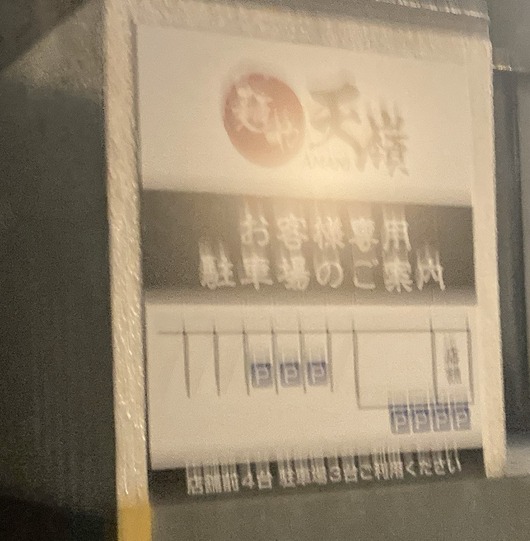 天
お客様専用
駐車場のご案内
P P P
店舗
P P P P
店舗前4台 駐車場3台ご利用ください